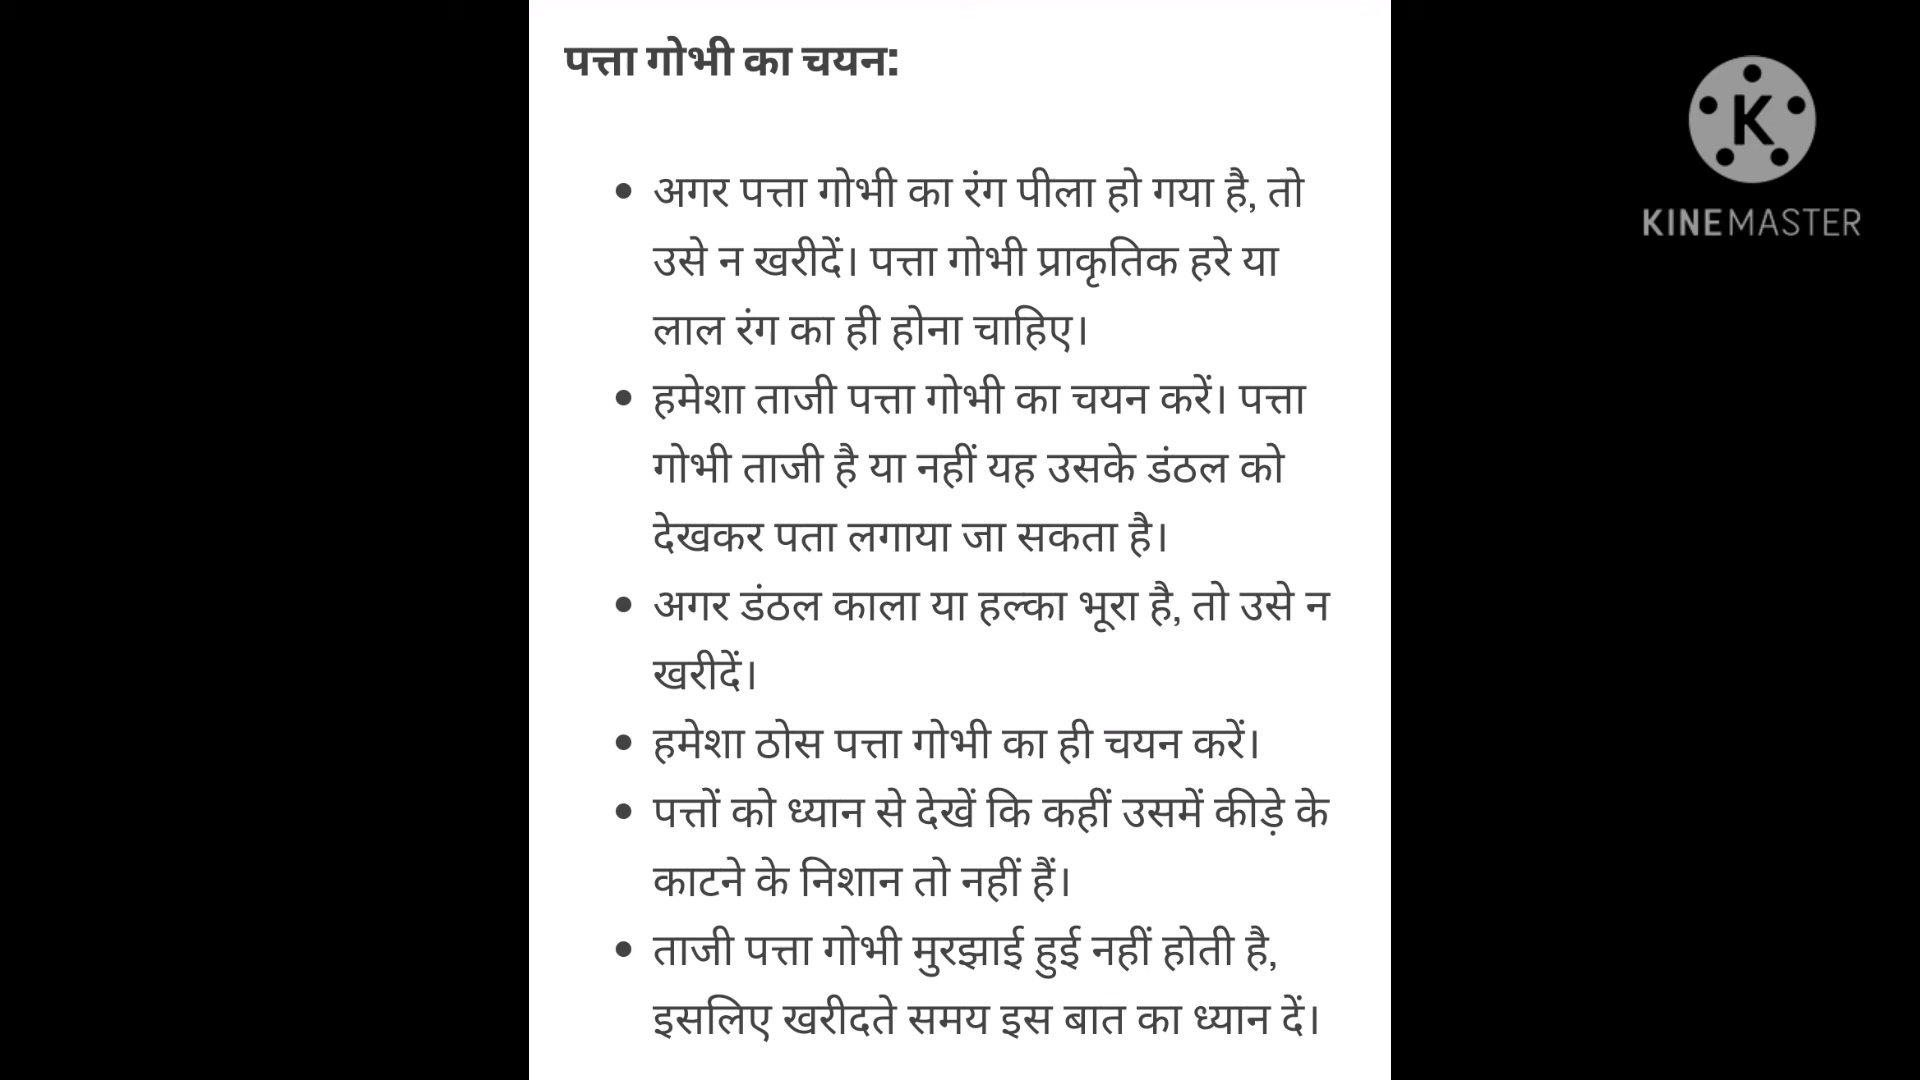 पत्ता गोभी का चयन:
• अगर पत्ता गोभी का रंग पीला हो गया है, तो
उसे न खरीदें। पत्ता गोभी प्राकृतिक हरे या
लाल रंग का ही होना चाहिए।
• हमेशा ताजी पत्ता गोभी का चयन करें। पत्ता
गोभी ताजी है या नहीं यह उसके डंठल को
देखकर पता लगाया जा सकता है।
• अगर डंठल काला या हल्का भूरा है, तो उसे न
खरीदें।
• हमेशा ठोस पत्ता गोभी का ही चयन करें।
• पत्तों को ध्यान से देखें कि कहीं उसमें कीड़े के
काटने के निशान तो नहीं हैं।
• ताजी पत्ता गोभी मुरझाई हुई नहीं होती है,
इसलिए खरीदते समय इस बात का ध्यान दें।
K
KINEMASTER